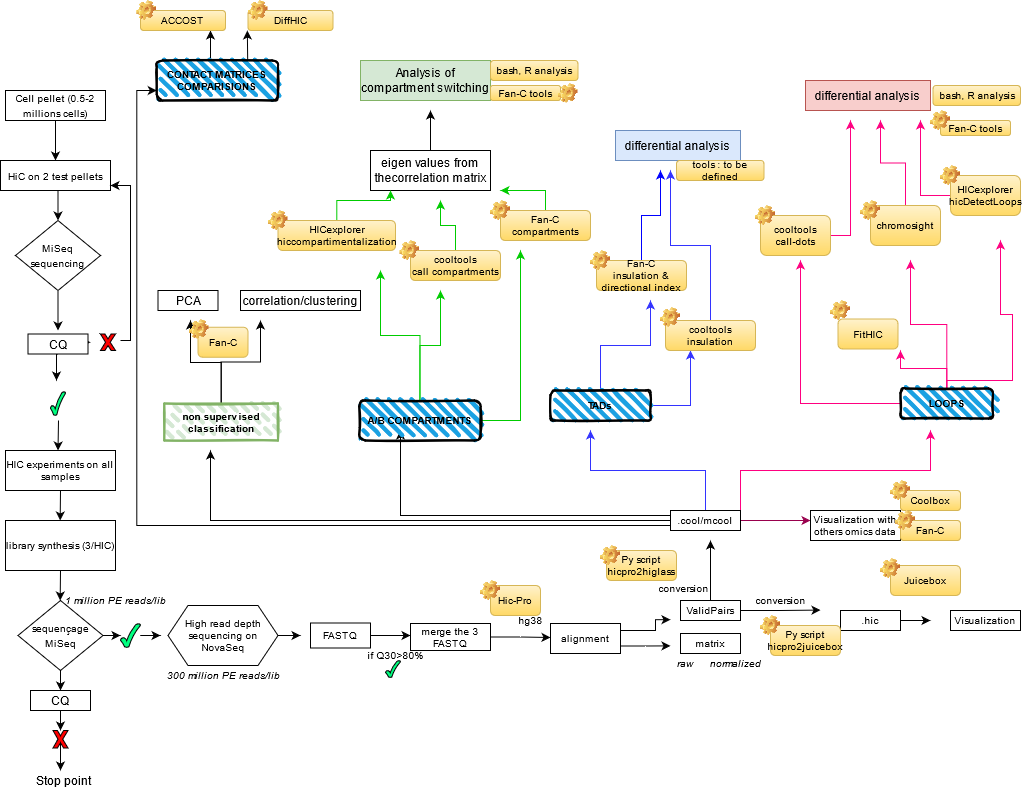 ACCOST
DiffHIC
CONTACT MATRICES
COMPARISIONS
Analysis of
compartment switching
bash, R analysis
Fan-C tools
differential analysis
bash, R analysis
Fan-C tools
Cell pellet (0.5-2
millions cells)
differential analysis
tools : to be
defined
HiC on 2 test pellets
eigen values from
thecorrelation matrix
HICexplorer
hicDetectLoops
MiSeq
sequencing
HICexplorer
hiccompartimentalization
Fan-C
compartments
cooltools
call-dots
chromosight
cooltools
call compartments
Fan-C
insulation &
directional index
PCA
correlation/clustering
Fan-C
cooltools
insulation
FitHIC
CQ
X
non supervised
classification
A/B COMPARTMENTS
TADs
LOOPS
HIC experiments on all
samples
.cool/mcool
Visualization with
others omics data
Coolbox
Fan-C
library synthesis (3/HIC)
Py script
hicpro2higlass
Juicebox
conversion
1 million PE reads/lib
Hic-Pro
hg38
ValidPairs
conversion
sequençage
MiSeq
High read depth
sequencing on
NovaSeq
FASTQ
if Q30>80%
merge the 3
FASTQ
alignment
matrix
raw normalized
Py script
hicpro2juicebox
.hic
Visualization
300 million PE reads/lib
CQ
X
Stop point